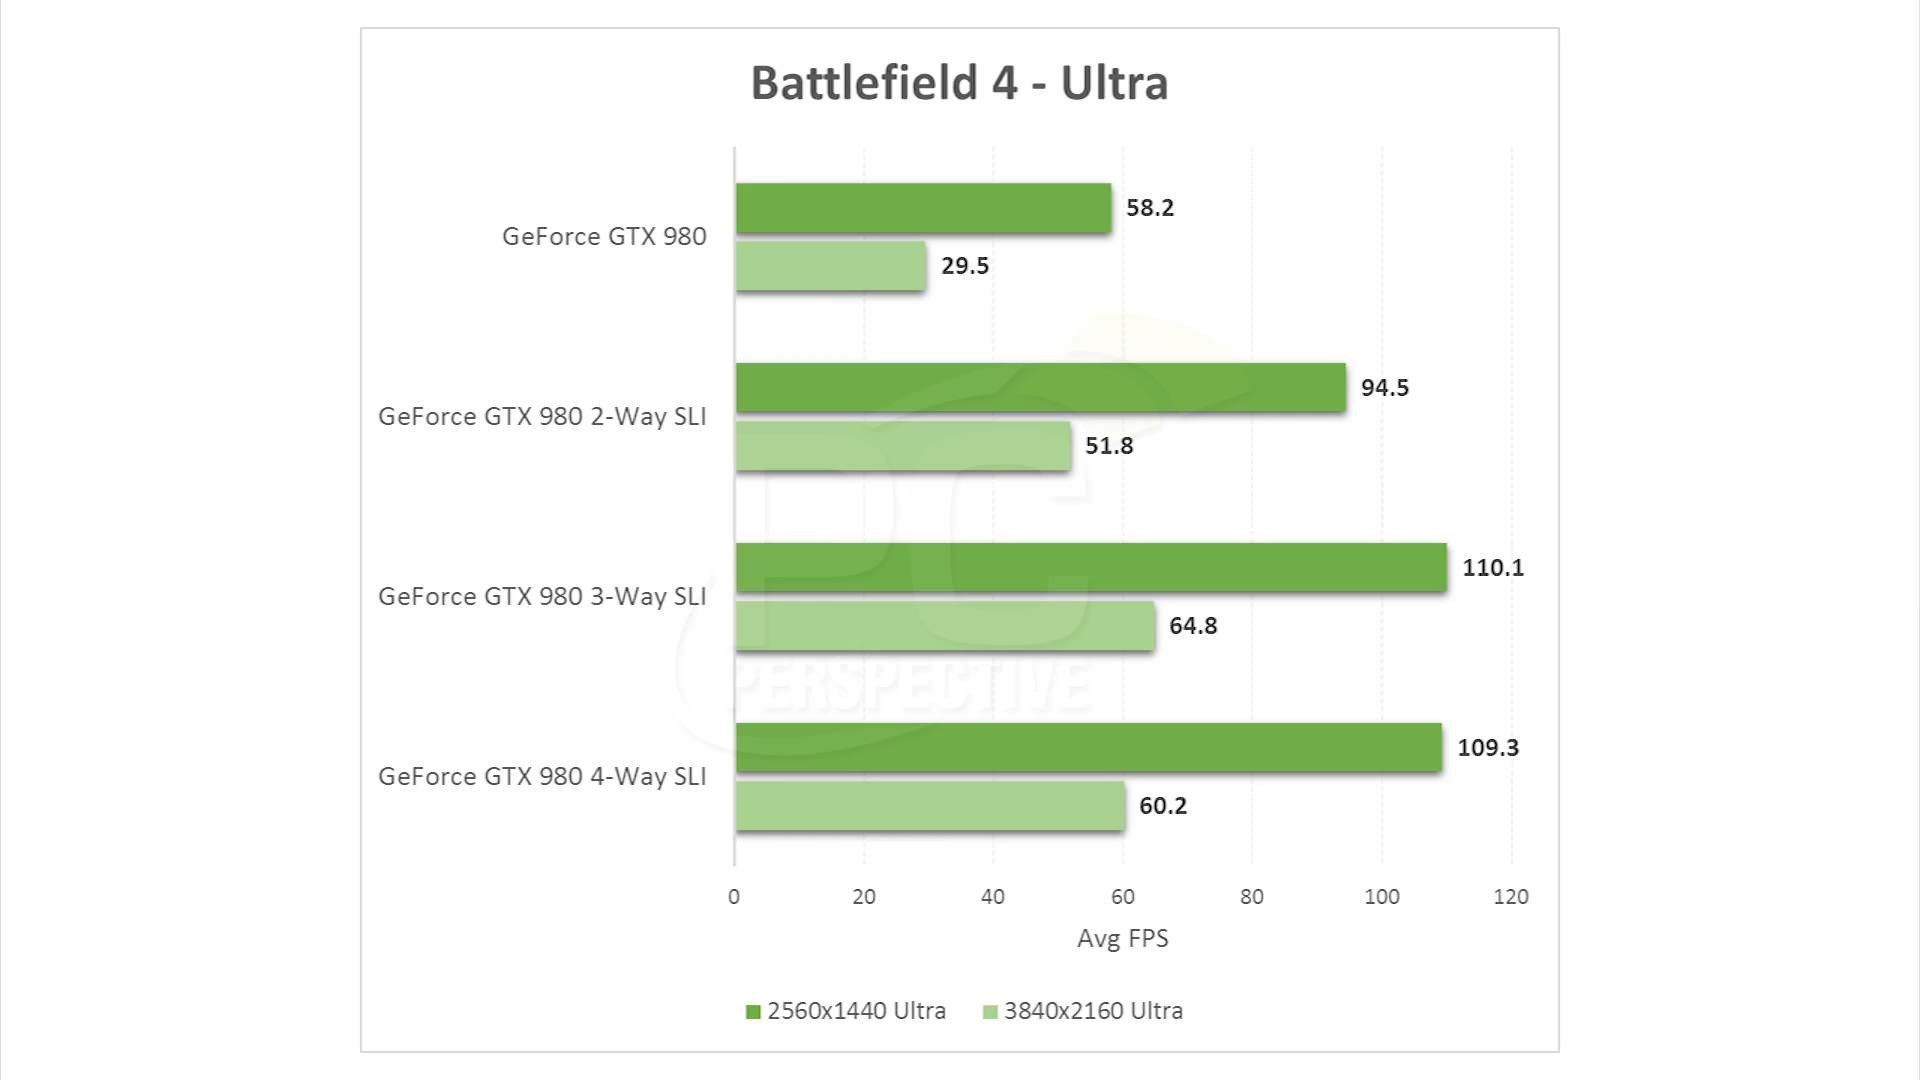 Battlefield 4 - Ultra
GeForce GTX 980
58.2
29.5
GeForce GTX 980 2-Way SLI
94.5
51.8
GeForce GTX 980 3-Way SLI
110.1
64.8
GeForce GTX 980 4-Way SLI
109.3
60.2
PC
PERSPECTIVE
0 20 40 60 80 100 120
Avg FPS
2560x1440 Ultra 3840x2160 Ultra